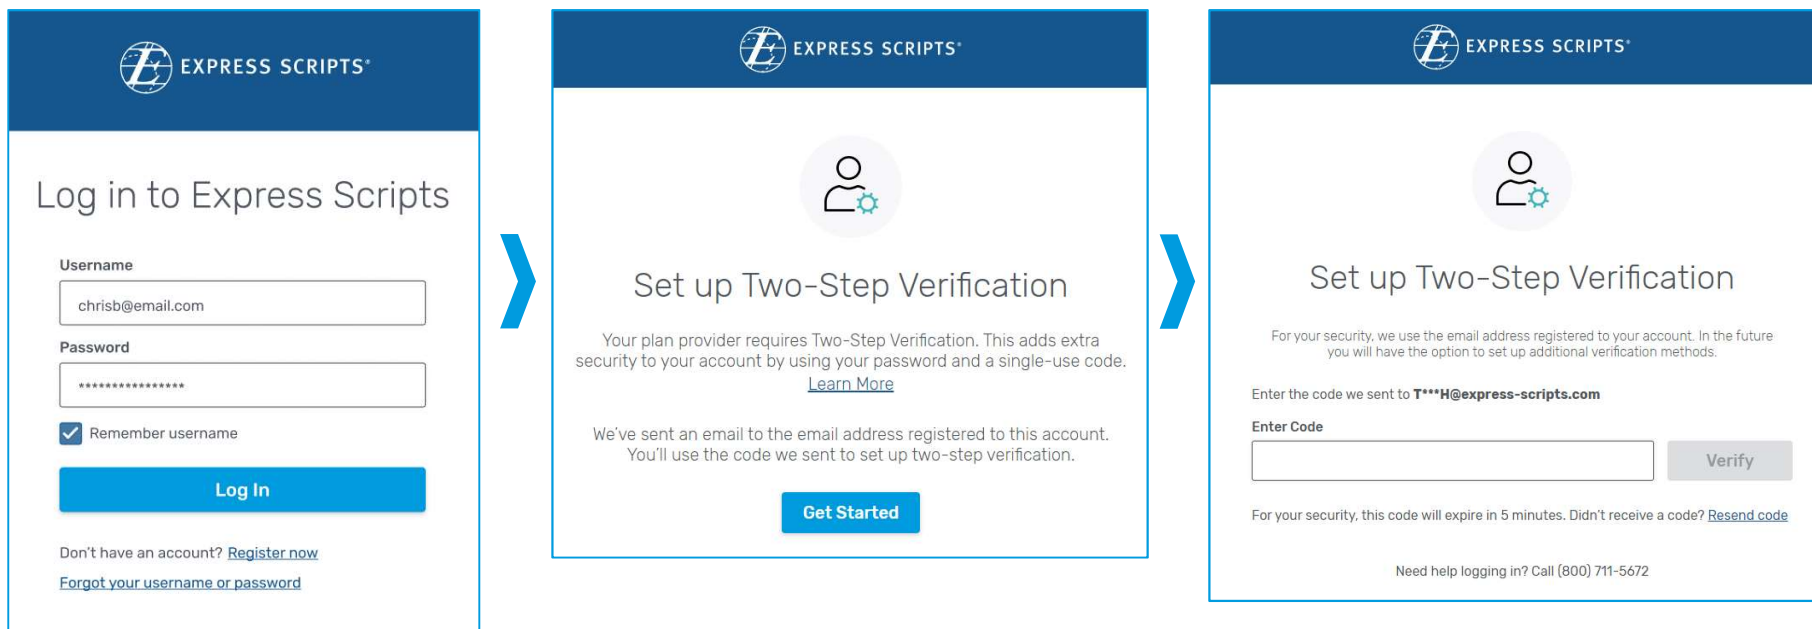 EXPRESS SCRIPTS®
Log in to Express Scripts
Username
chrisb@email.com
Password
****************
Remember username
Log In
Don't have an account? Register now
Forgot your username or password
EXPRESS SCRIPTS®
Set up Two-Step Verification
Your plan provider requires Two-Step Verification. This adds extra
security to your account by using your password and a single-use code.
Learn More
We've sent an email to the email address registered to this account.
You'll use the code we sent to set up two-step verification.
Get Started
EXPRESS SCRIPTS®
Set up Two-Step Verification
For your security, we use the email address registered to your account. In the future
you will have the option to set up additional verification methods.
Enter the code we sent to T***H@express-scripts.com
Enter Code
Verify
For your security, this code will expire in 5 minutes. Didn't receive a code? Resend code
Need help logging in? Call (800) 711-5672